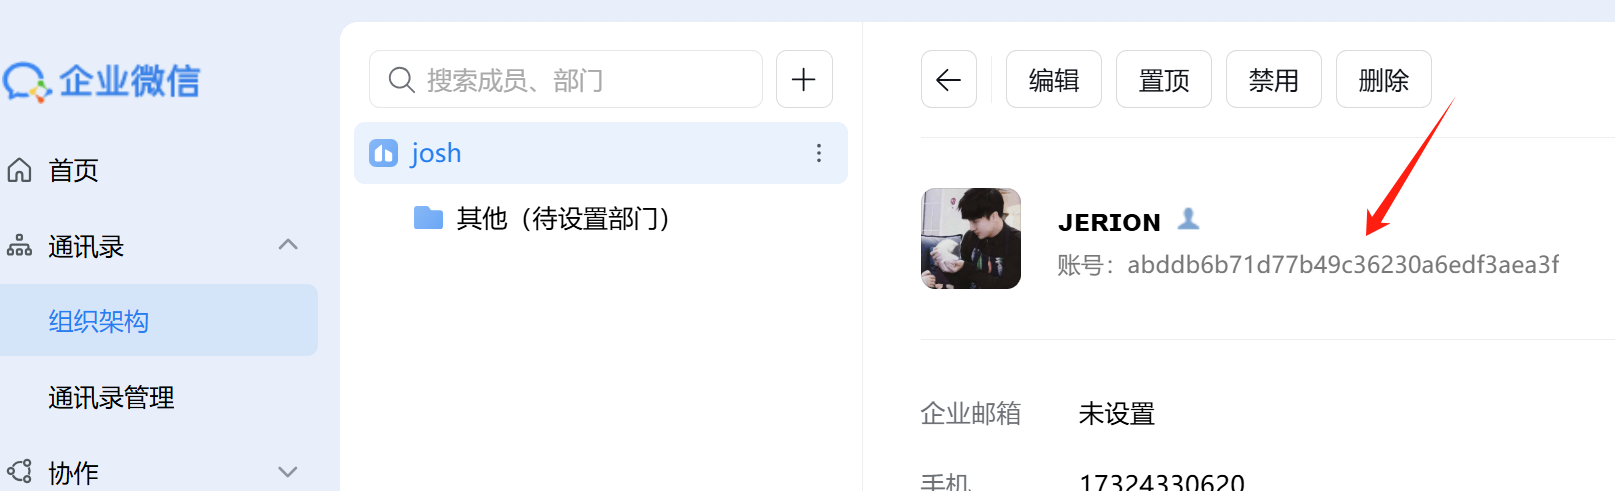 企业微信
首页
通讯录
组织架构
通讯录管理
协作
搜索成员、部门
josh
其他（待设置部门）
编辑
置顶
禁用
删除
JERION
账号：abddb6b71d77b49c36230a6edf3aea3f
企业邮箱 未设置
手机 17324330620